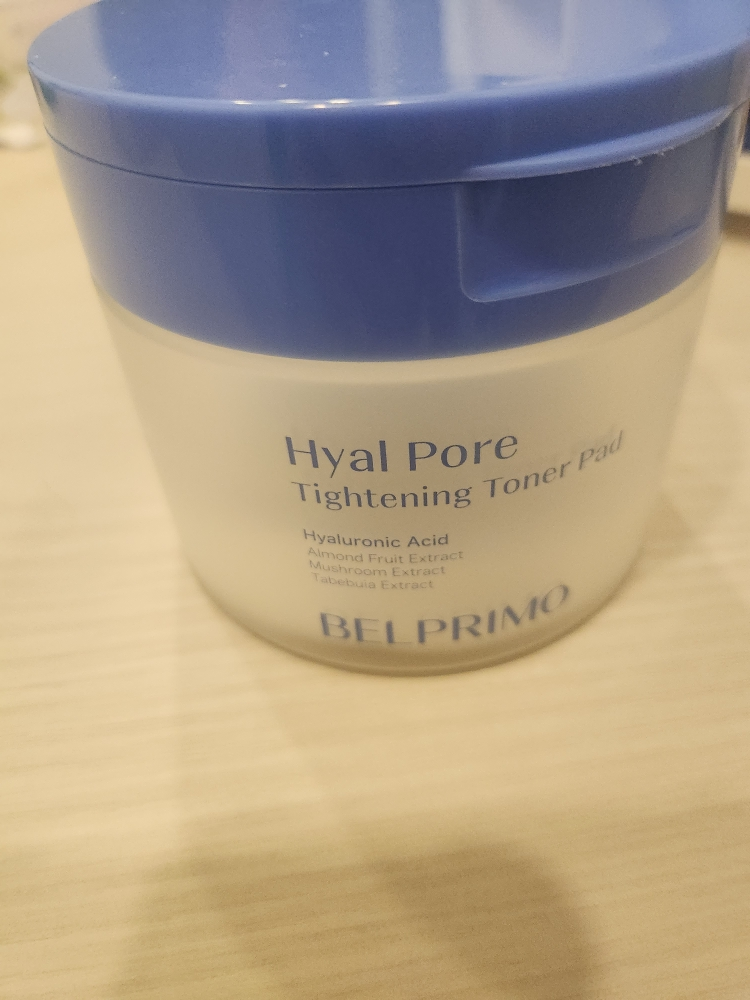 Hyal Pore
Tightening Toner Pad
Hyaluronic Acid
Almond Fruit Extract
Mushroom Extract
Tabebuia Extract
BELPRIMO